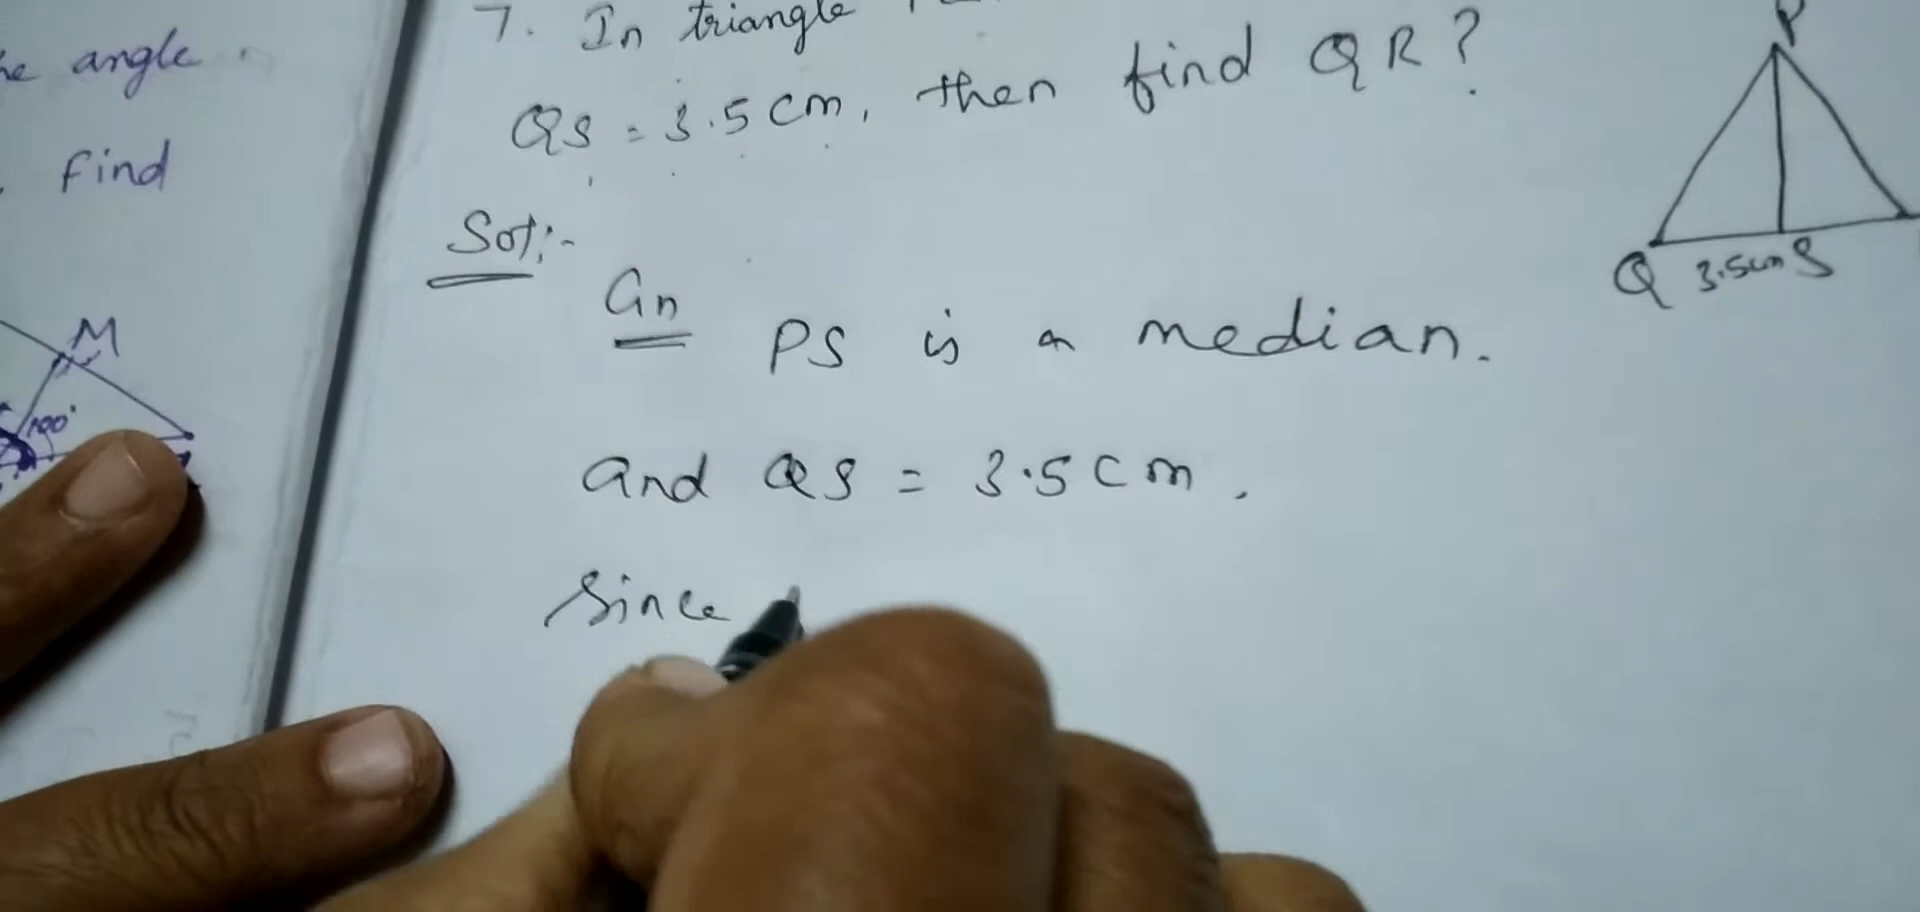 he angle.
find
M
100°
7. In triangle
QS = 3.5 cm, then find QR?
Sol:-
Gn PS is a median.
and QS = 3.5 cm.
Since
P
Q 3.5cm S